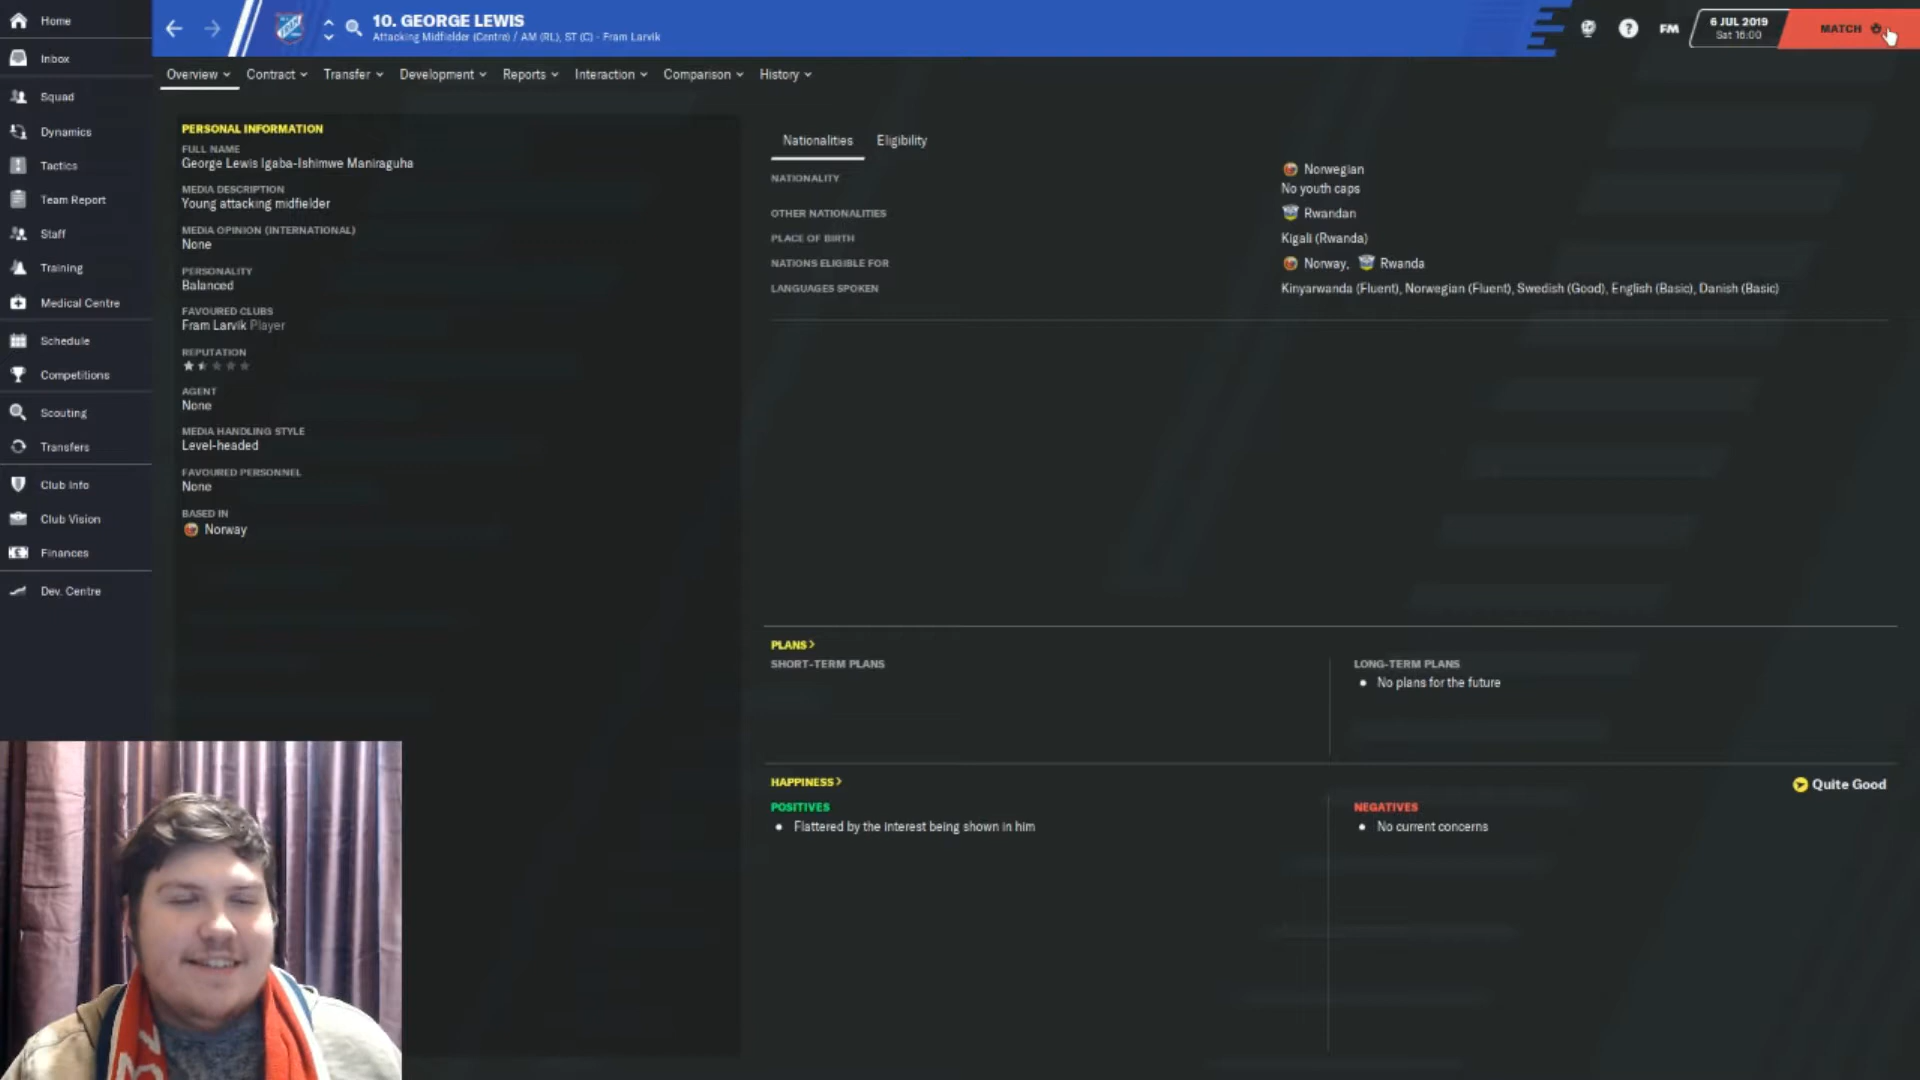 Home
Inbox
Squad
Dynamics
Tactics
Team Report
Staff
Training
Medical Centre
Schedule
Competitions
Scouting
Transfers
Club Info
Club Vision
Finances
Dev. Centre
10. GEORGE LEWIS
Attacking Midfielder (Centre) / AM (RL), ST (C) - Fram Larvik
FM
6 JUL 2019
Sat 16:00
MATCH
Overview Contract Transfer Development Reports Interaction Comparison History
PERSONAL INFORMATION
FULL NAME
George Lewis Igaba-Ishimwe Maniraguha
MEDIA DESCRIPTION
Young attacking midfielder
MEDIA OPINION (INTERNATIONAL)
None
PERSONALITY
Balanced
FAVOURED CLUBS
Fram Larvik Player
REPUTATION
AGENT
None
MEDIA HANDLING STYLE
Level-headed
FAVOURED PERSONNEL
None
BASED IN
Norway
Nationalities Eligibility
NATIONALITY Norwegian
No youth caps
OTHER NATIONALITIES Rwandan
PLACE OF BIRTH Kigali (Rwanda)
NATIONS ELIGIBLE FOR Norway, Rwanda
LANGUAGES SPOKEN Kinyarwanda (Fluent), Norwegian (Fluent), Swedish (Good), English (Basic), Danish (Basic)
PLANS>
SHORT-TERM PLANS
LONG-TERM PLANS
• No plans for the future
HAPPINESS>
Quite Good
POSITIVES
• Flattered by the interest being shown in him
NEGATIVES
• No current concerns